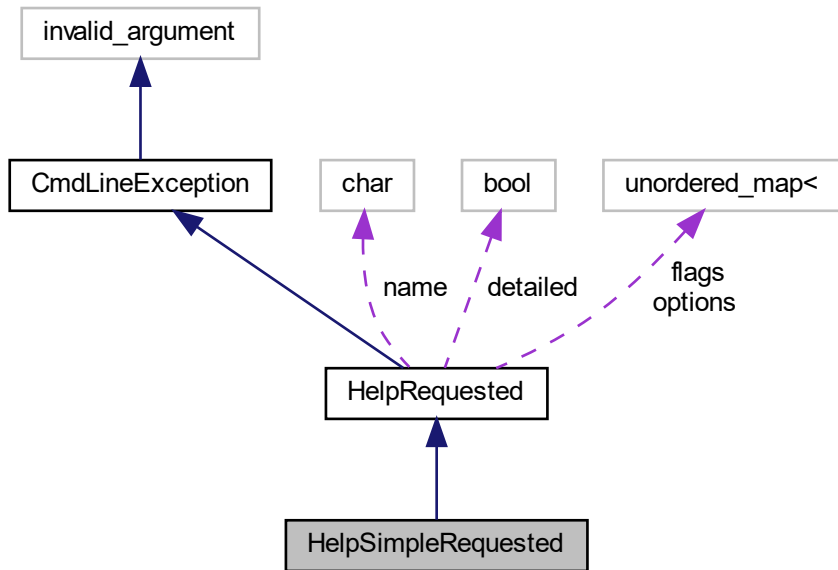 invalid_argument
CmdLineException
char
bool
unordered_map<
name
detailed
flags
options
HelpRequested
HelpSimpleRequested